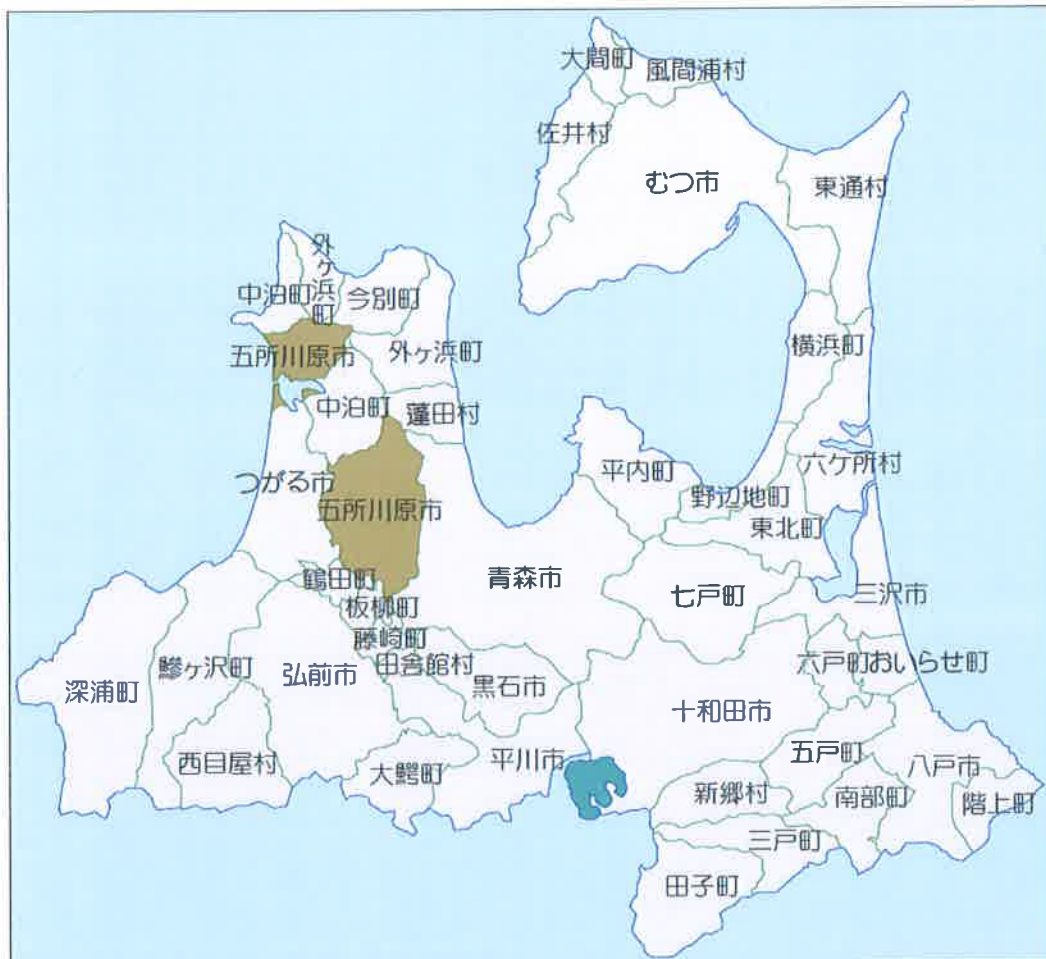 大間町
風間浦村
佐井村
むつ市
東通村
外ヶ浜町
中泊町
今別町
五所川原市
外ヶ浜町
横浜町
中泊町
蓬田村
六ケ所村
平内町
つがる市
野辺地町
五所川原市
東北町
青森市
鶴田町
七戸町
三沢市
板柳町
藤崎町
田舎館村
六戸町
おいらせ町
鰺ヶ沢町
弘前市
深浦町
黒石市
十和田市
五戸町
平川市
西目屋村
大鰐町
八戸市
新郷村
南部町
階上町
三戸町
田子町